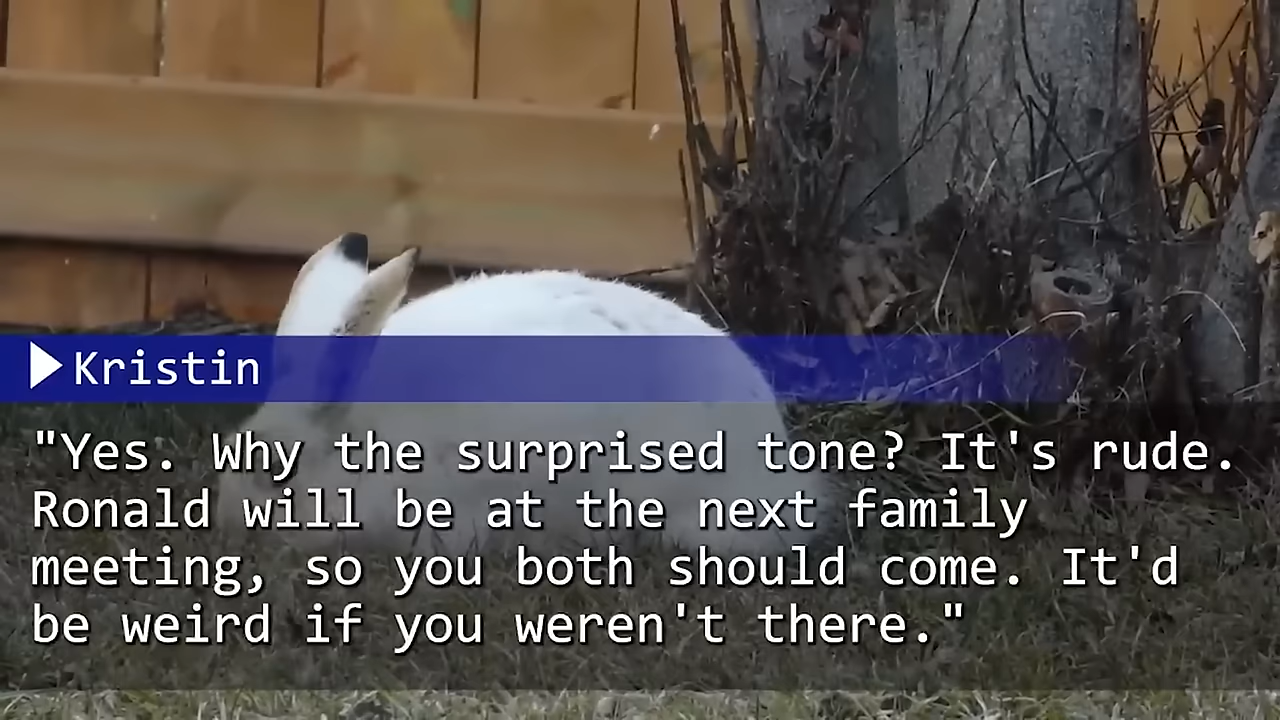 Kristin
"Yes. Why the surprised tone? It's rude.
Ronald will be at the next family
meeting, so you both should come. It'd
be weird if you weren't there."